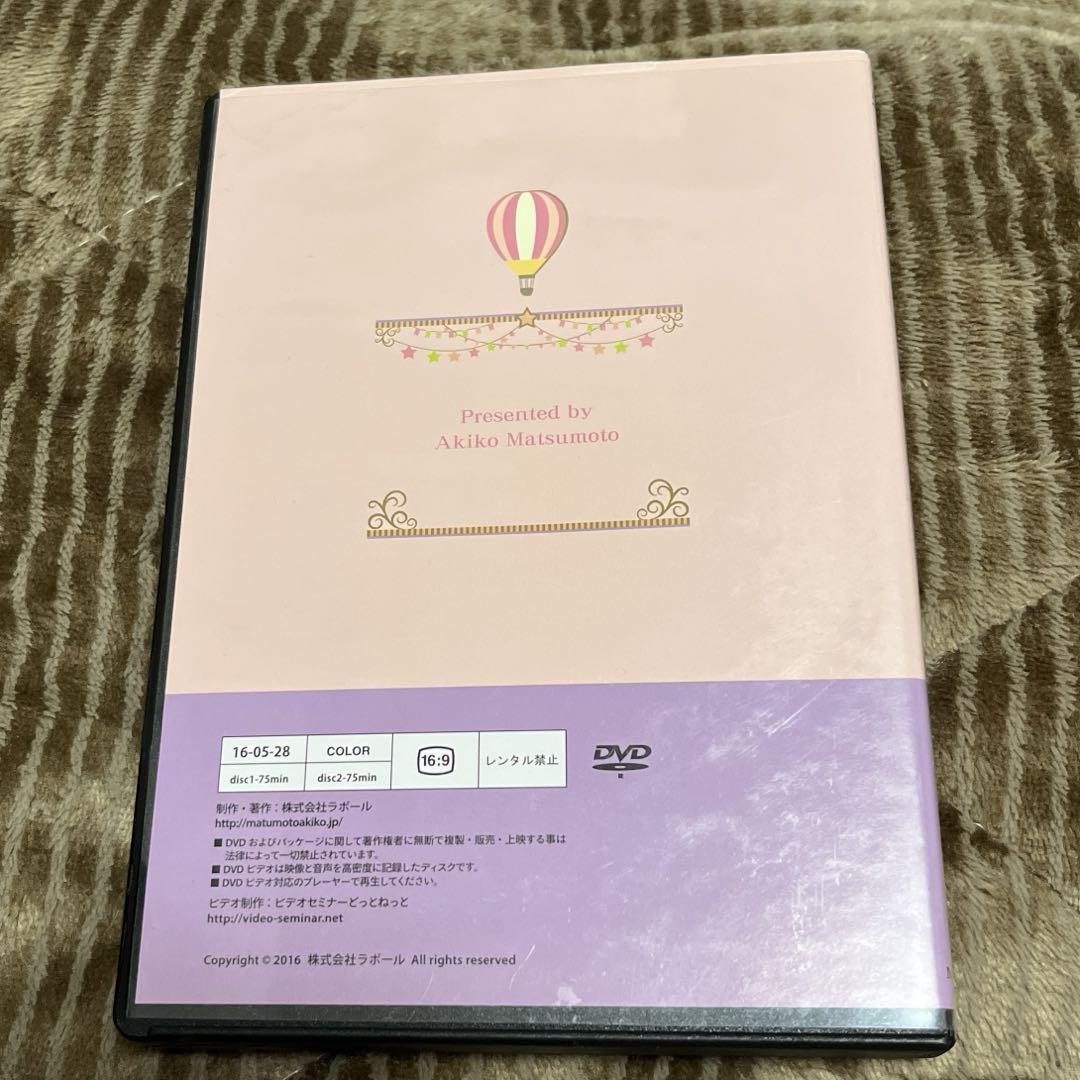 Presented by
Akiko Matsumoto
16-05-28 COLOR 16:9 レンタル禁止 DVD
disc1-75min disc2-75min
制作・著作：株式会社ラポール
http://matumotoakiko.jp/
■ DVD およびパッケージに関して著作権者に無断で複製・販売・上映する事は
法律によって一切禁止されています。
■ DVD ビデオは映像と音声を高密度に記録したディスクです。
■ DVD ビデオ対応のプレーヤーで再生してください。
ビデオ制作：ビデオセミナーどっとねっと
http://video-seminar.net
Copyright © 2016 株式会社ラポール All rights reserved